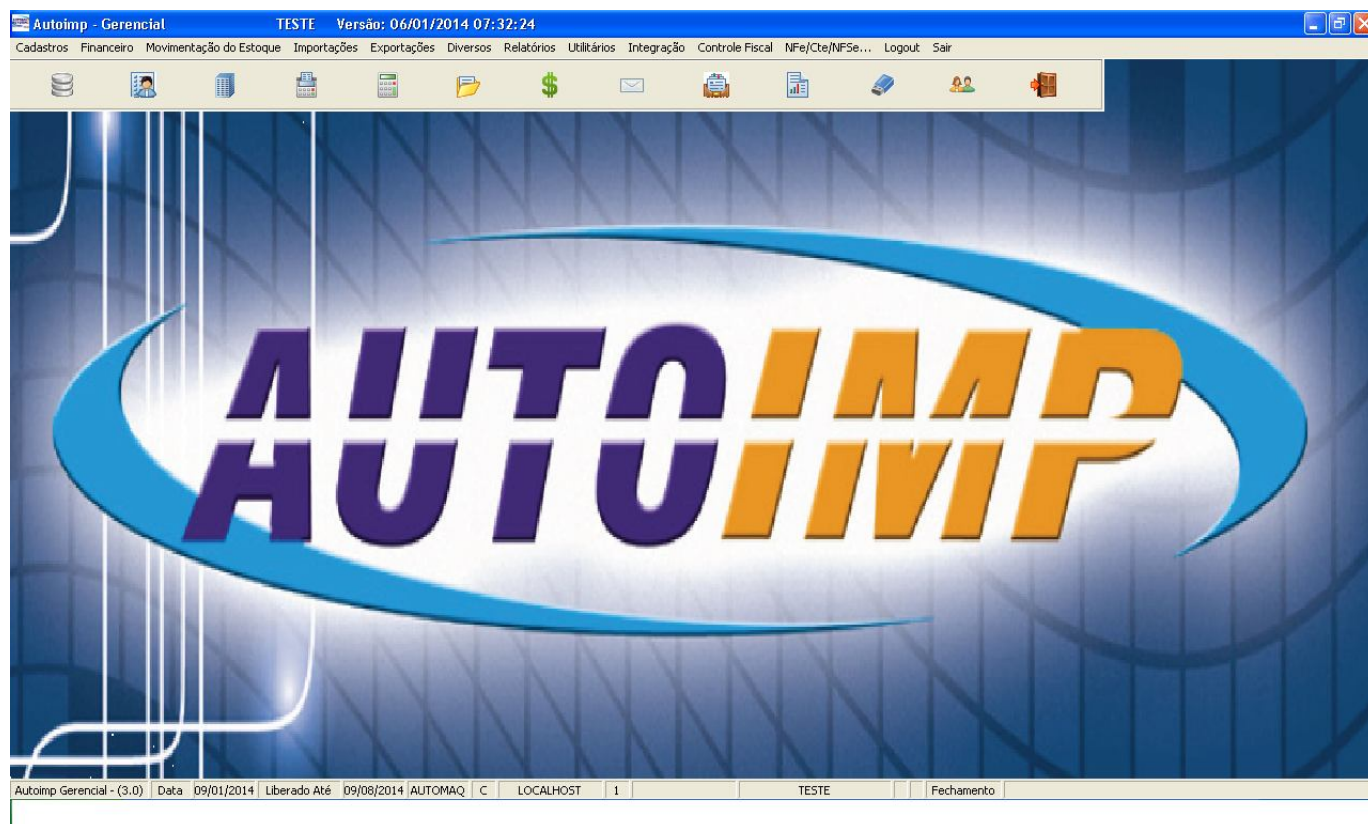 Autoimp - Gerencial TESTE Versão: 06/01/2014 07:32:24
Cadastros Financeiro Movimentação do Estoque Importações Exportações Diversos Relatórios Utilitários Integração Controle Fiscal NFe/Cte/NFSe... Logout Sair
AUTOIMP
Autoimp Gerencial - (3.0) Data 09/01/2014 Liberado Até 09/08/2014 AUTOMAQ C LOCALHOST 1 TESTE Fechamento